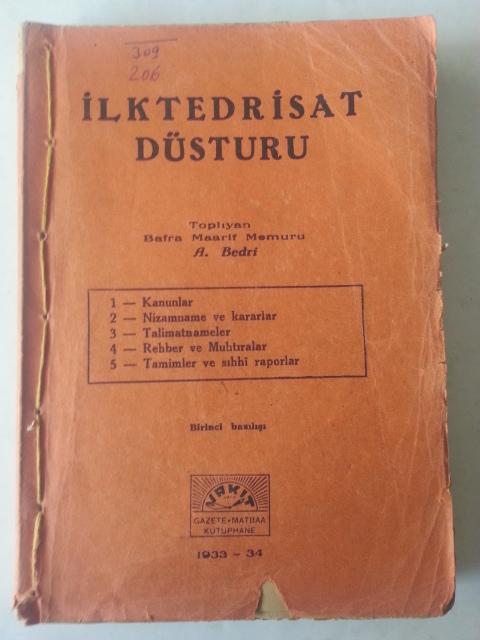 309
206
İLKTEDRİSAT
DÜSTURU
Toplıyan
Bafra Maarif Memuru
A. Bedri
1 — Kanunlar
2 — Nizamname ve kararlar
3 — Talimatnameler
4 — Rehber ve Muhtıralar
5 — Tamimler ve sıhhî raporlar
Birinci basılışı
VAKIT
GAZETE•MATBAA
KÜTÜPHANE
1933 - 34